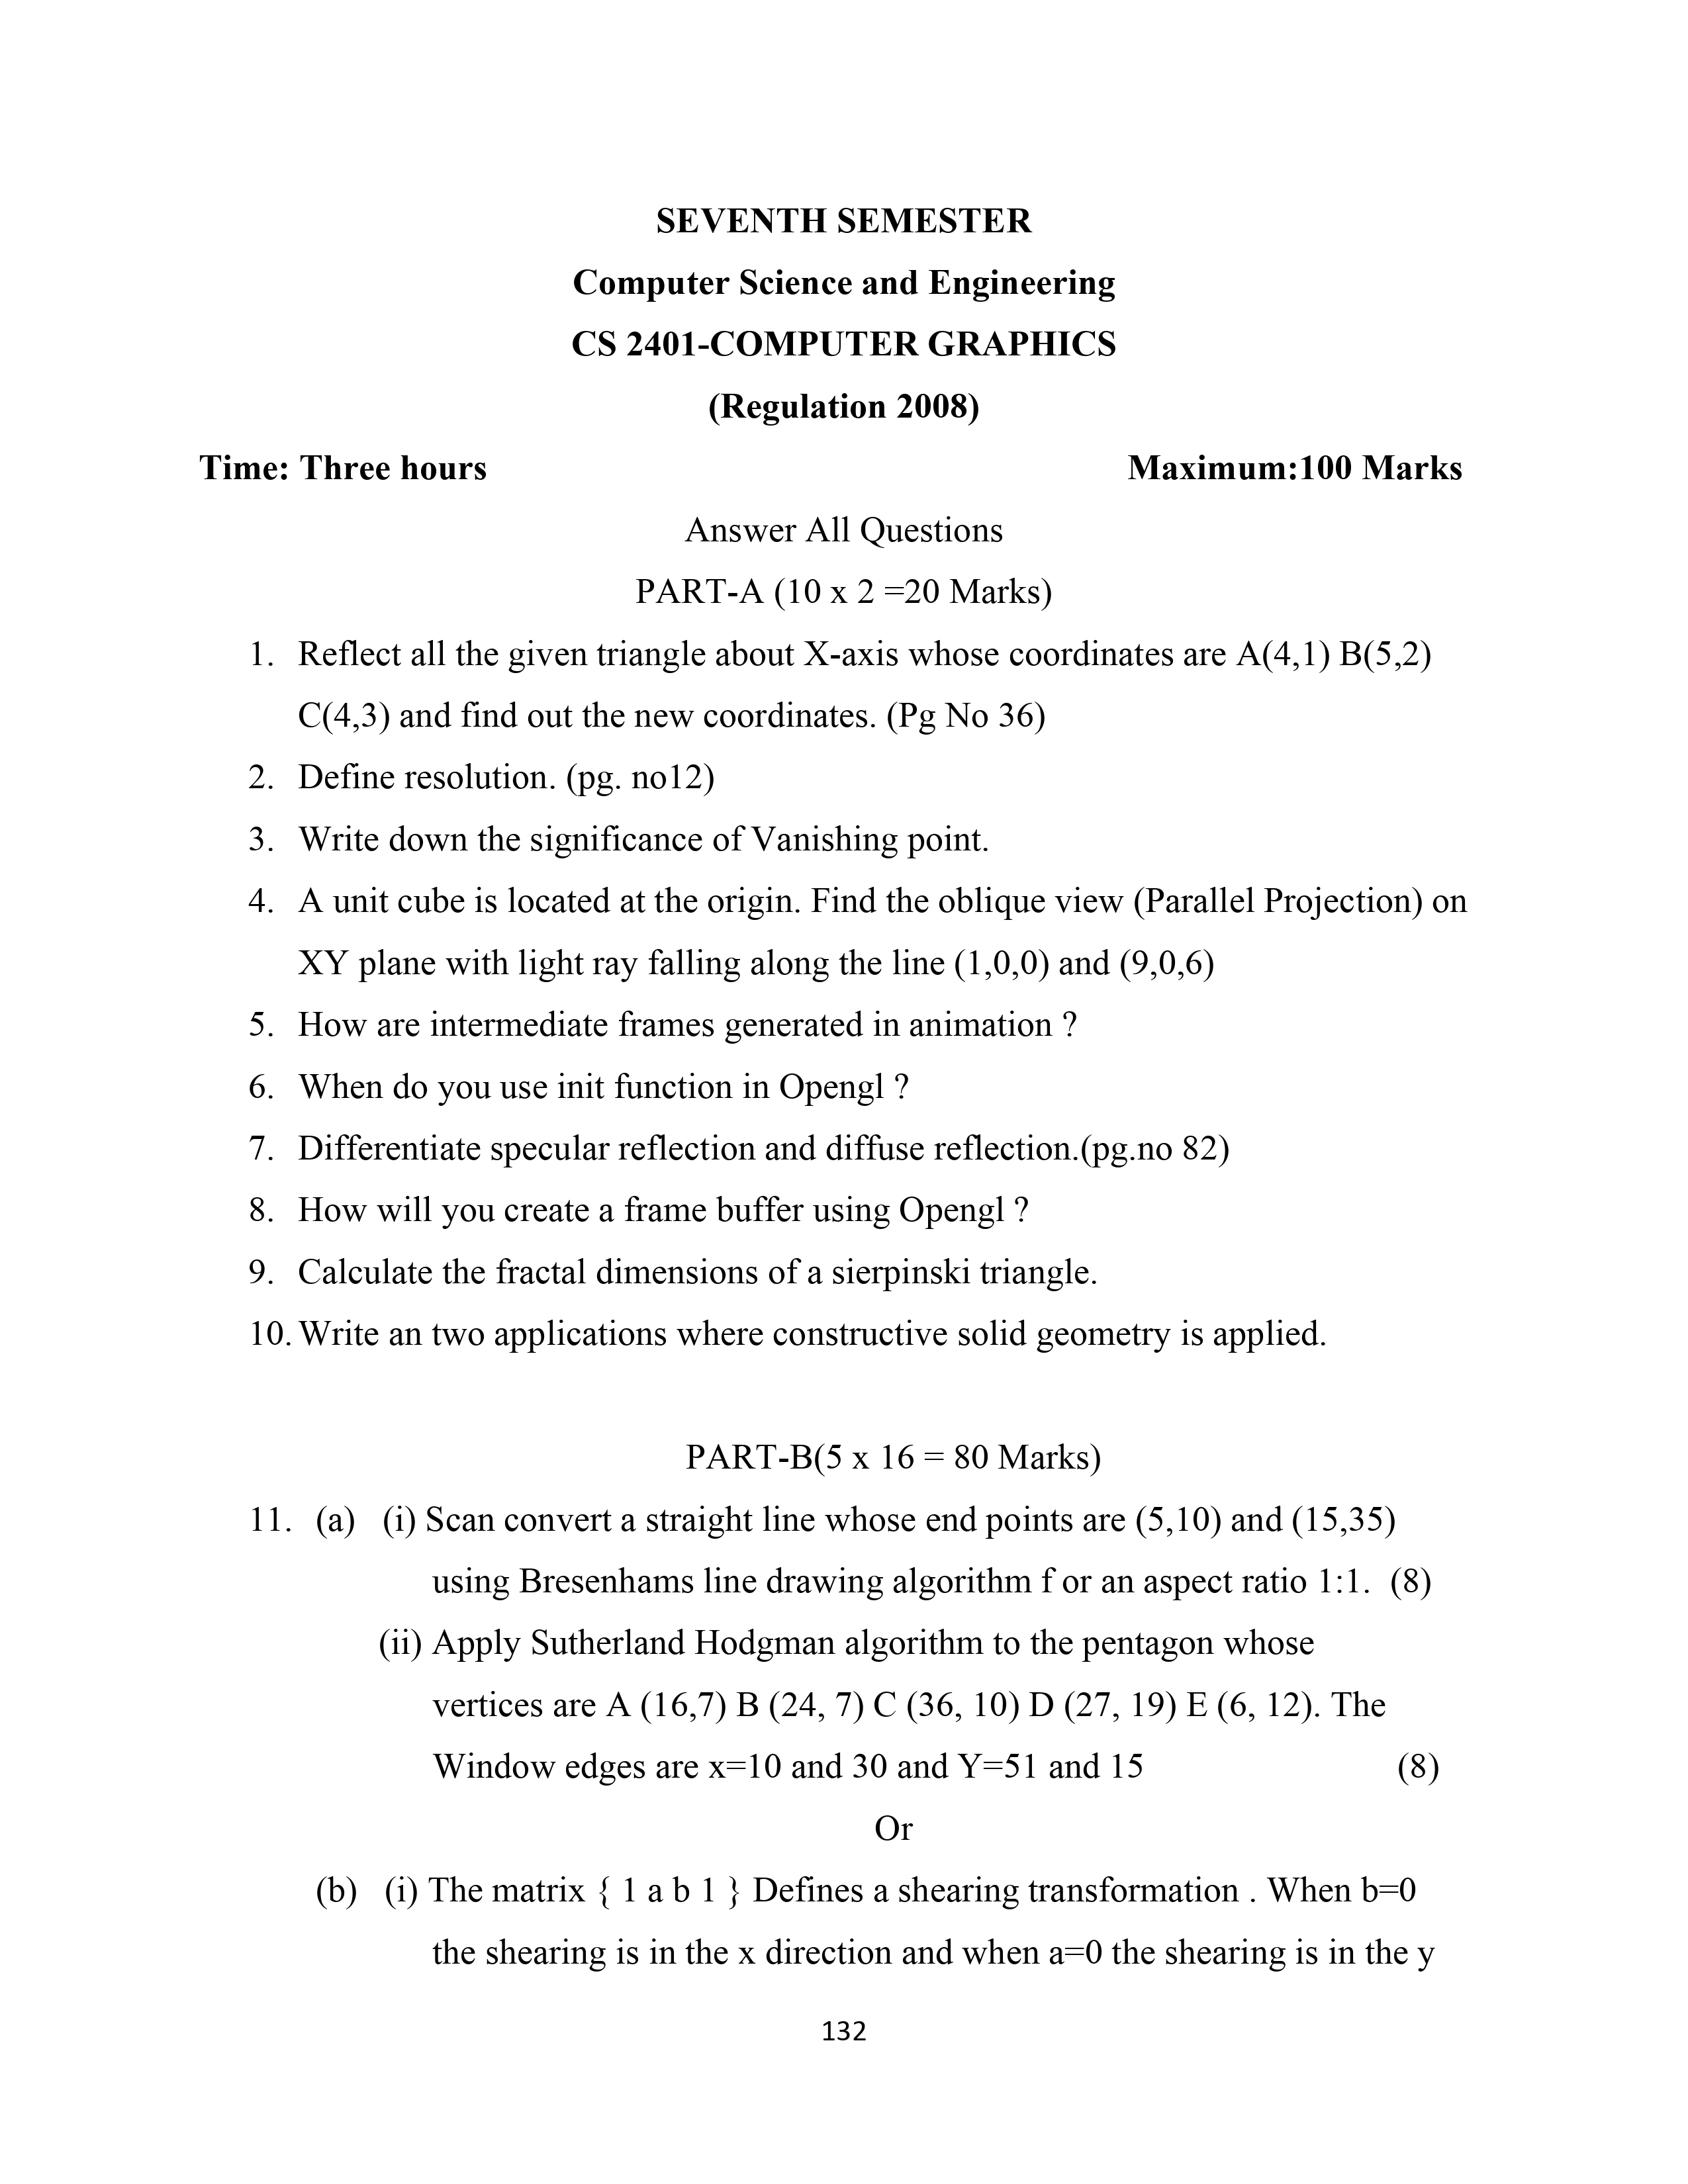 SEVENTH SEMESTER
Computer Science and Engineering
CS 2401-COMPUTER GRAPHICS
(Regulation 2008)
Time: Three hours Maximum:100 Marks
Answer All Questions
PART-A (10 x 2 =20 Marks)
1. Reflect all the given triangle about X-axis whose coordinates are A(4,1) B(5,2)
C(4,3) and find out the new coordinates. (Pg No 36)
2. Define resolution. (pg. no12)
3. Write down the significance of Vanishing point.
4. A unit cube is located at the origin. Find the oblique view (Parallel Projection) on
XY plane with light ray falling along the line (1,0,0) and (9,0,6)
5. How are intermediate frames generated in animation ?
6. When do you use init function in Opengl ?
7. Differentiate specular reflection and diffuse reflection.(pg.no 82)
8. How will you create a frame buffer using Opengl ?
9. Calculate the fractal dimensions of a sierpinski triangle.
10. Write an two applications where constructive solid geometry is applied.
PART-B(5 x 16 = 80 Marks)
11. (a) (i) Scan convert a straight line whose end points are (5,10) and (15,35)
using Bresenhams line drawing algorithm f or an aspect ratio 1:1. (8)
(ii) Apply Sutherland Hodgman algorithm to the pentagon whose
vertices are A (16,7) B (24, 7) C (36, 10) D (27, 19) E (6, 12). The
Window edges are x=10 and 30 and Y=51 and 15 (8)
Or
(b) (i) The matrix { 1 a b 1 } Defines a shearing transformation . When b=0
the shearing is in the x direction and when a=0 the shearing is in the y
132